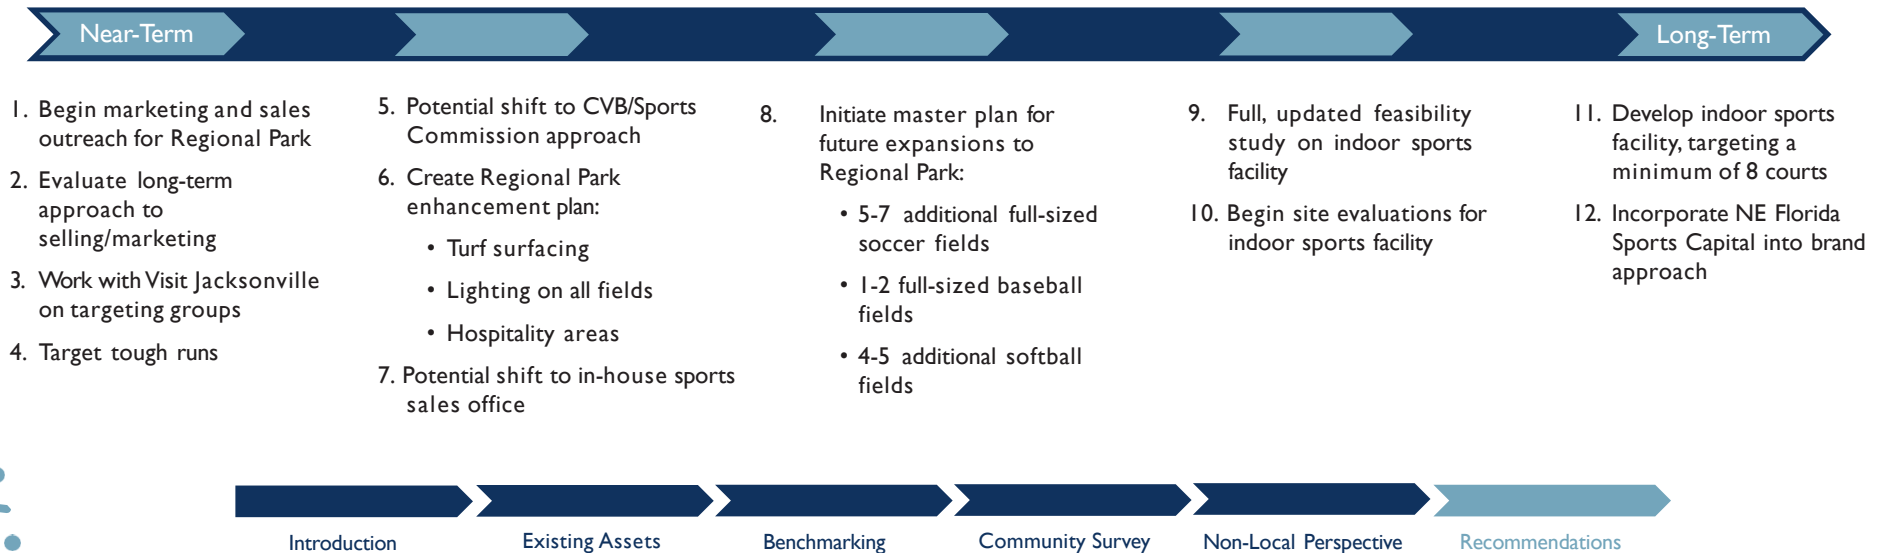 Near-Term
Long-Term
1. Begin marketing and sales
outreach for Regional Park
2. Evaluate long-term
approach to
selling/marketing
3. Work with Visit Jacksonville
on targeting groups
4. Target tough runs
5. Potential shift to CVB/Sports
Commission approach
6. Create Regional Park
enhancement plan:
• Turf surfacing
• Lighting on all fields
• Hospitality areas
7. Potential shift to in-house sports
sales office
8. Initiate master plan for
future expansions to
Regional Park:
• 5-7 additional full-sized
soccer fields
• 1-2 full-sized baseball
fields
• 4-5 additional softball
fields
9. Full, updated feasibility
study on indoor sports
facility
10. Begin site evaluations for
indoor sports facility
11. Develop indoor sports
facility, targeting a
minimum of 8 courts
12. Incorporate NE Florida
Sports Capital into brand
approach
Introduction
Existing Assets
Benchmarking
Community Survey
Non-Local Perspective
Recommendations